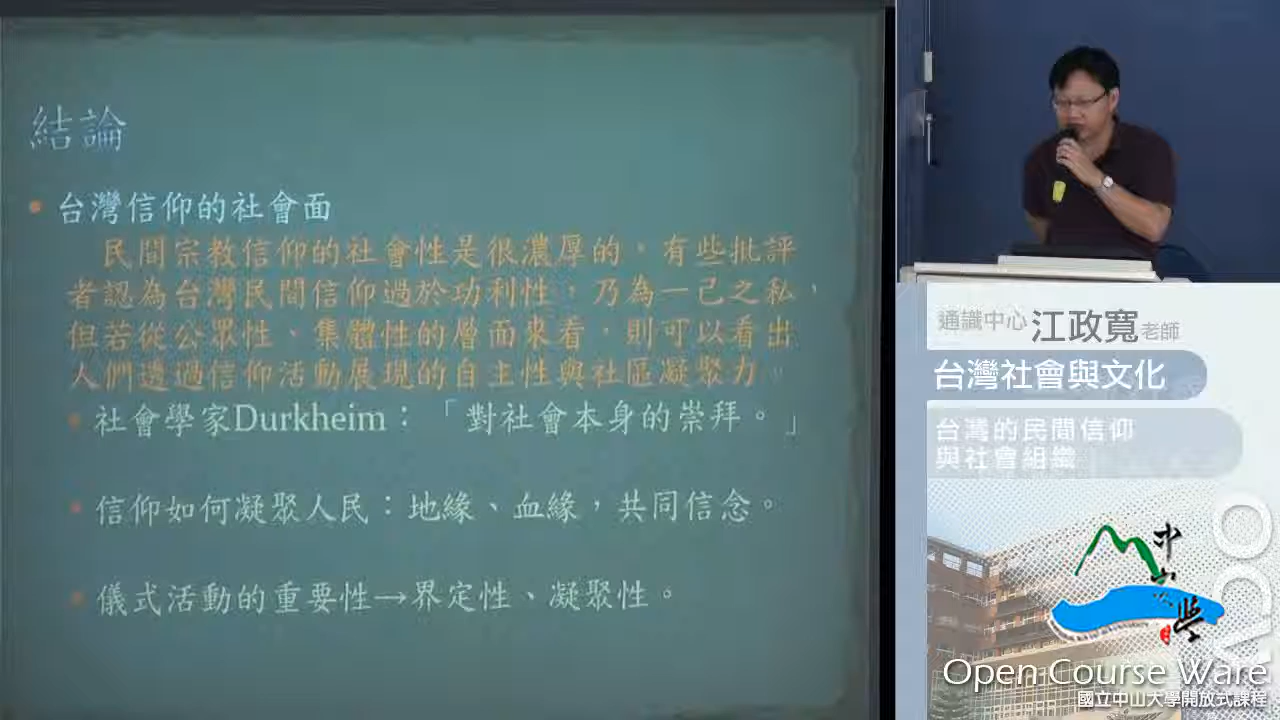 結論
台灣信仰的社會面
民間宗教信仰的社會性是很濃厚的，有些批評
者認為台灣民間信仰過於功利性，乃為一己之私，
但若從公眾性、集體性的層面來看，則可以看出
人們透過信仰活動展現的自主性與社區凝聚力。
社會學家Durkheim：「對社會本身的崇拜。」
信仰如何凝聚人民：地緣、血緣，共同信念。
儀式活動的重要性→界定性、凝聚性。
通識中心 江政寬 老師
台灣社會與文化
台灣的民間信仰
與社會組織
中山大學
Open Course Ware
國立中山大學開放式課程